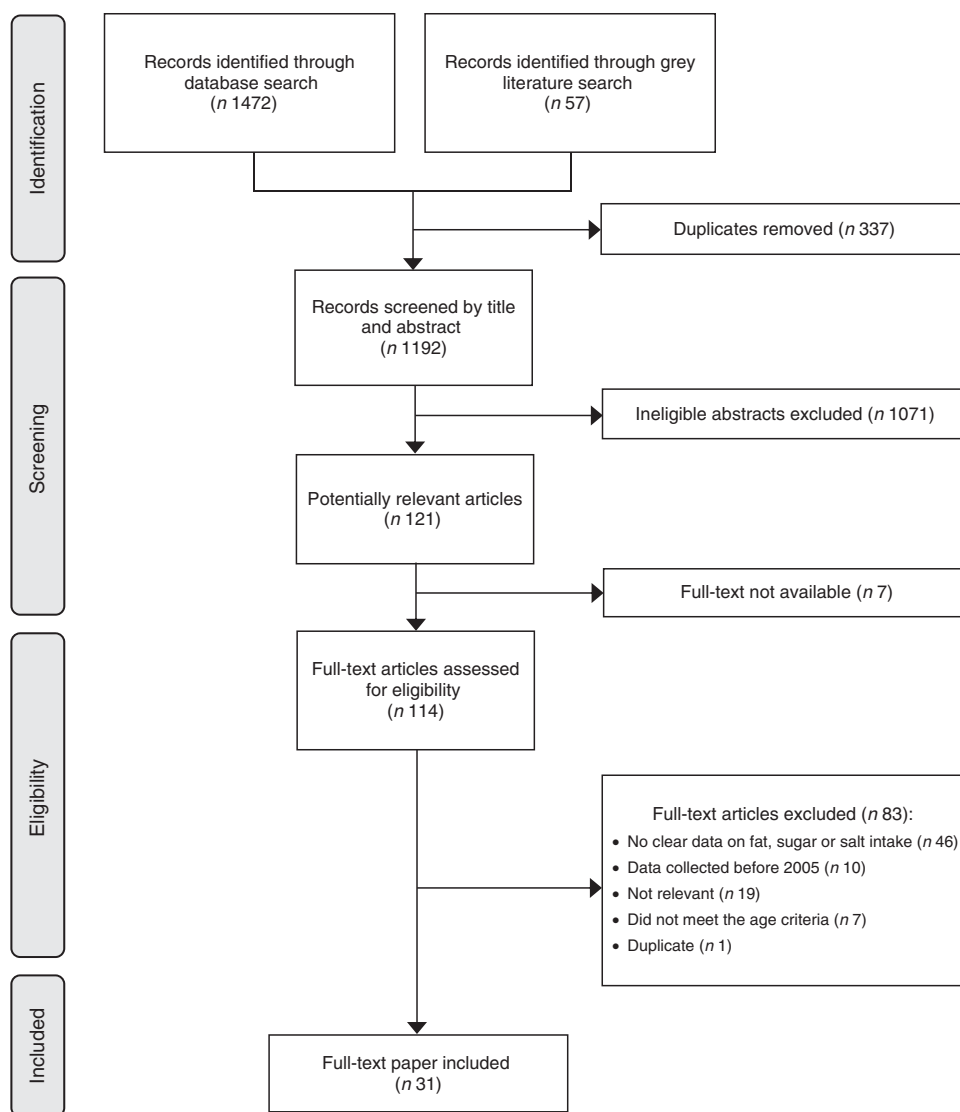 Identification
Records identified through
database search
(n 1472)
Records identified through grey
literature search
(n 57)
Duplicates removed (n 337)
Screening
Records screened by title
and abstract
(n 1192)
Ineligible abstracts excluded (n 1071)
Potentially relevant articles
(n 121)
Full-text not available (n 7)
Eligibility
Full-text articles assessed
for eligibility
(n 114)
Full-text articles excluded (n 83):
• No clear data on fat, sugar or salt intake (n 46)
• Data collected before 2005 (n 10)
• Not relevant (n 19)
• Did not meet the age criteria (n 7)
• Duplicate (n 1)
Included
Full-text paper included
(n 31)